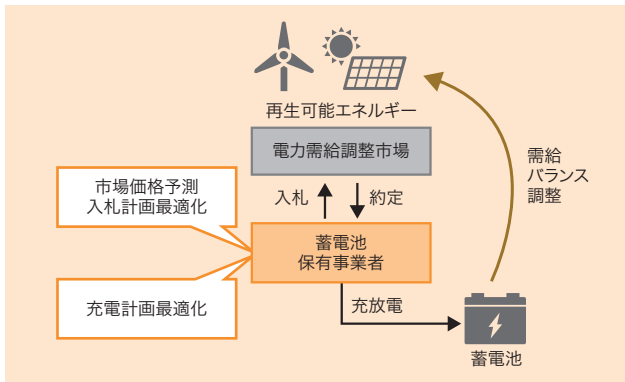 再生可能エネルギー
電力需給調整市場
需給
バランス
調整
市場価格予測
入札計画最適化
入札
約定
蓄電池
保有事業者
充電計画最適化
充放電
蓄電池